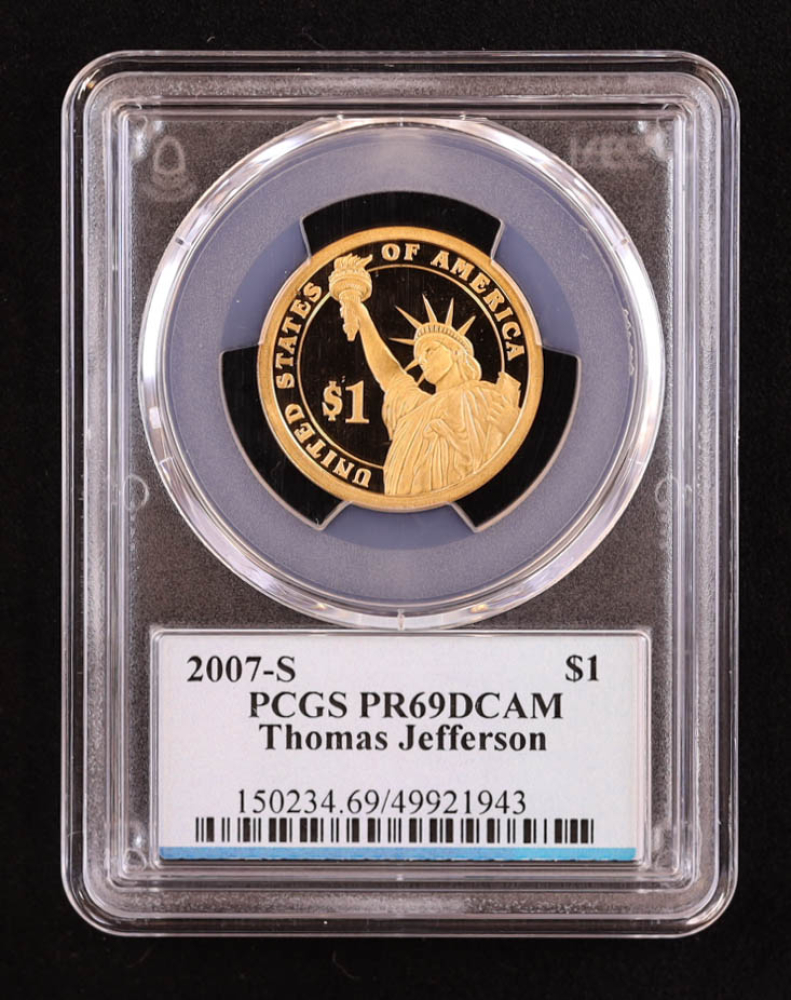 UNITED STATES OF AMERICA
$1
2007-S $1
PCGS PR69DCAM
Thomas Jefferson
150234.69/49921943